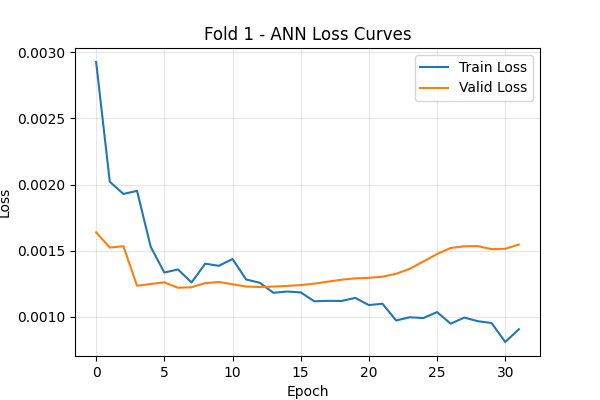 Fold 1 - ANN Loss Curves
Train Loss
Valid Loss
Loss
0.0030
0.0025
0.0020
0.0015
0.0010
0 5 10 15 20 25 30
Epoch